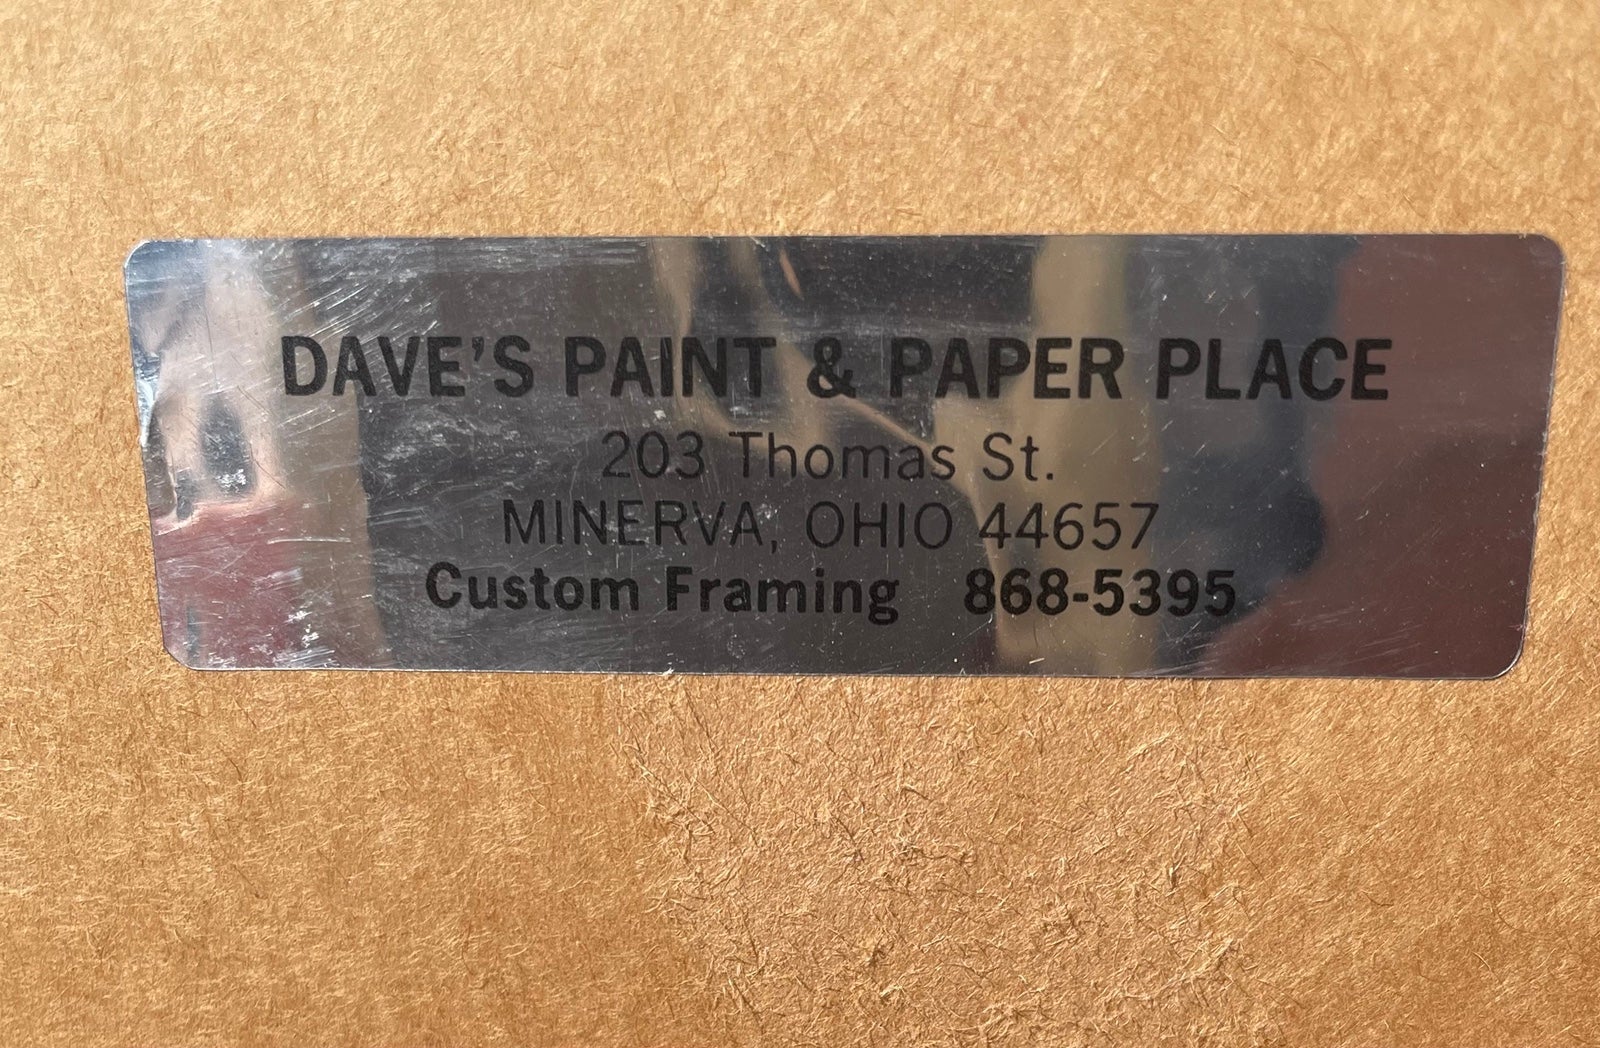 DAVE'S PAINT & PAPER PLACE
203 Thomas St.
MINERVA, OHIO 44657
Custom Framing 868-5395